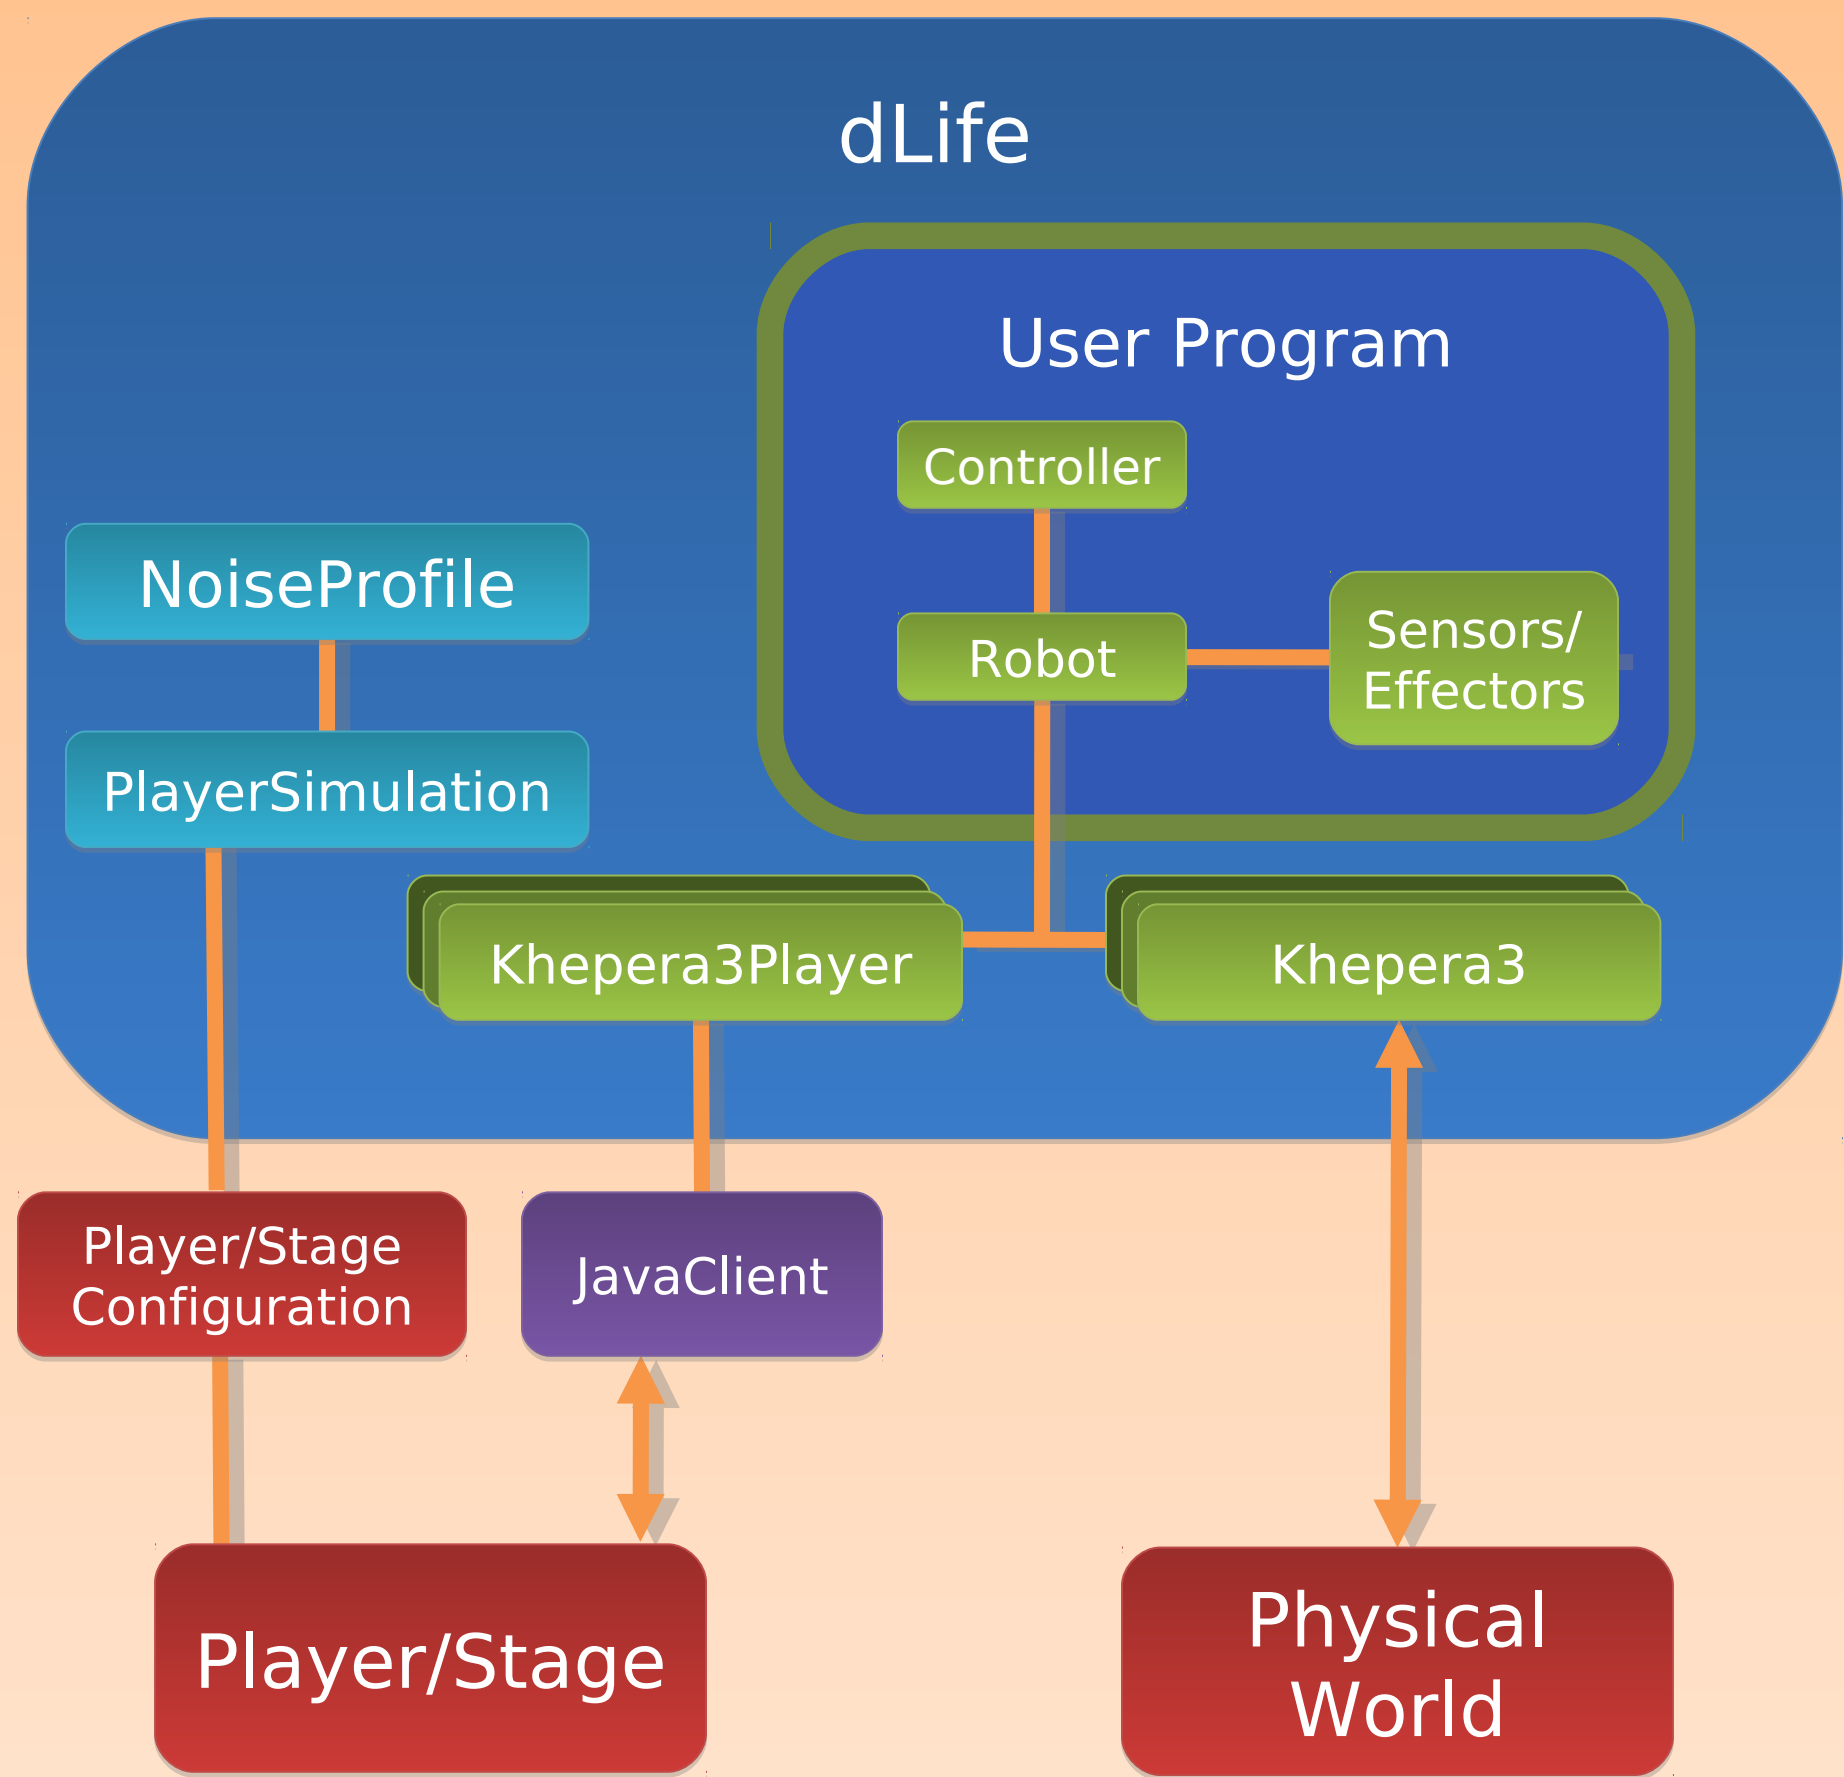 dLife
User Program
Controller
NoiseProfile
Robot
Sensors/
Effectors
PlayerSimulation
Khepera3Player
Khepera3
Player/Stage
Configuration
JavaClient
Player/Stage
Physical
World